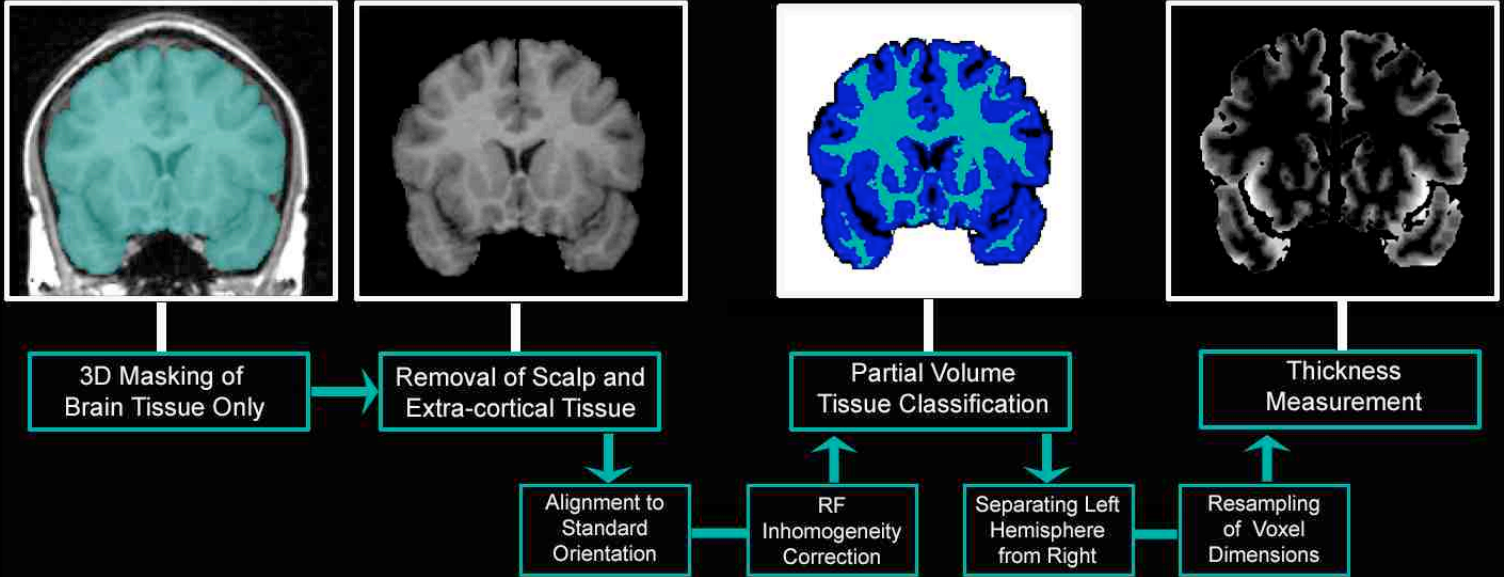 3D Masking of
Brain Tissue Only
Removal of Scalp and
Extra-cortical Tissue
Alignment to
Standard
Orientation
RF
Inhomogeneity
Correction
Partial Volume
Tissue Classification
Separating Left
Hemisphere
from Right
Resampling
of Voxel
Dimensions
Thickness
Measurement